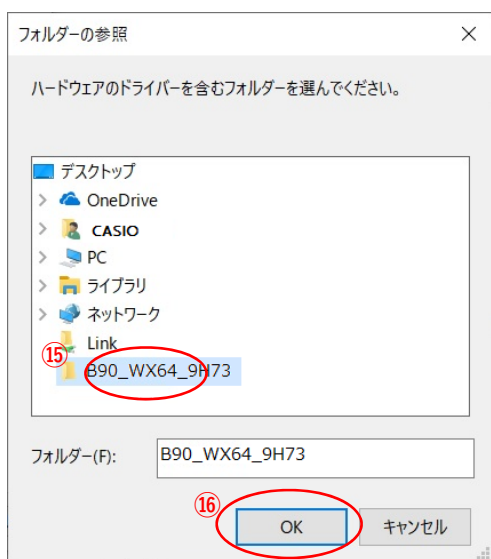 フォルダーの参照
ハードウェアのドライバーを含むフォルダーを選んでください。
デスクトップ
OneDrive
CASIO
PC
ライブラリ
ネットワーク
Link
⑮
B90_WX64_9H73
フォルダー(F): B90_WX64_9H73
⑯
OK キャンセル